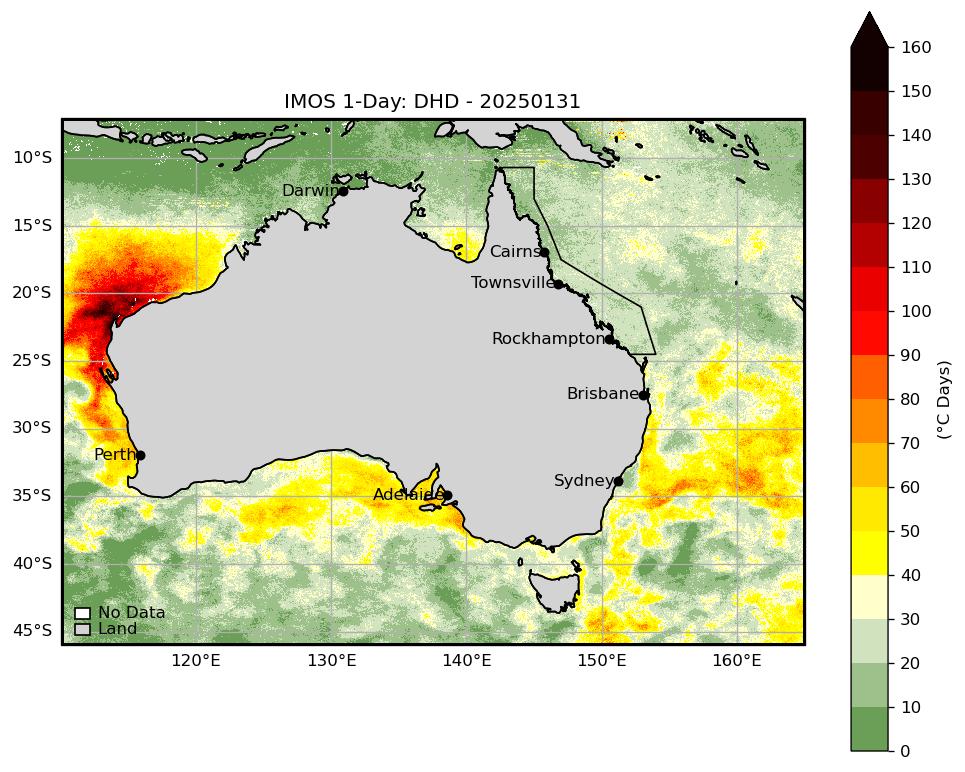 IMOS 1-Day: DHD - 20250131
160
150
140
130
120
110
100
90
80
70
60
50
40
30
20
10
0
(°C Days)
10°S
15°S
20°S
25°S
30°S
35°S
40°S
45°S
Darwin
Cairns
Townsville
Rockhampton
Brisbane
Perth
Sydney
Adelaide
No Data
Land
120°E
130°E
140°E
150°E
160°E